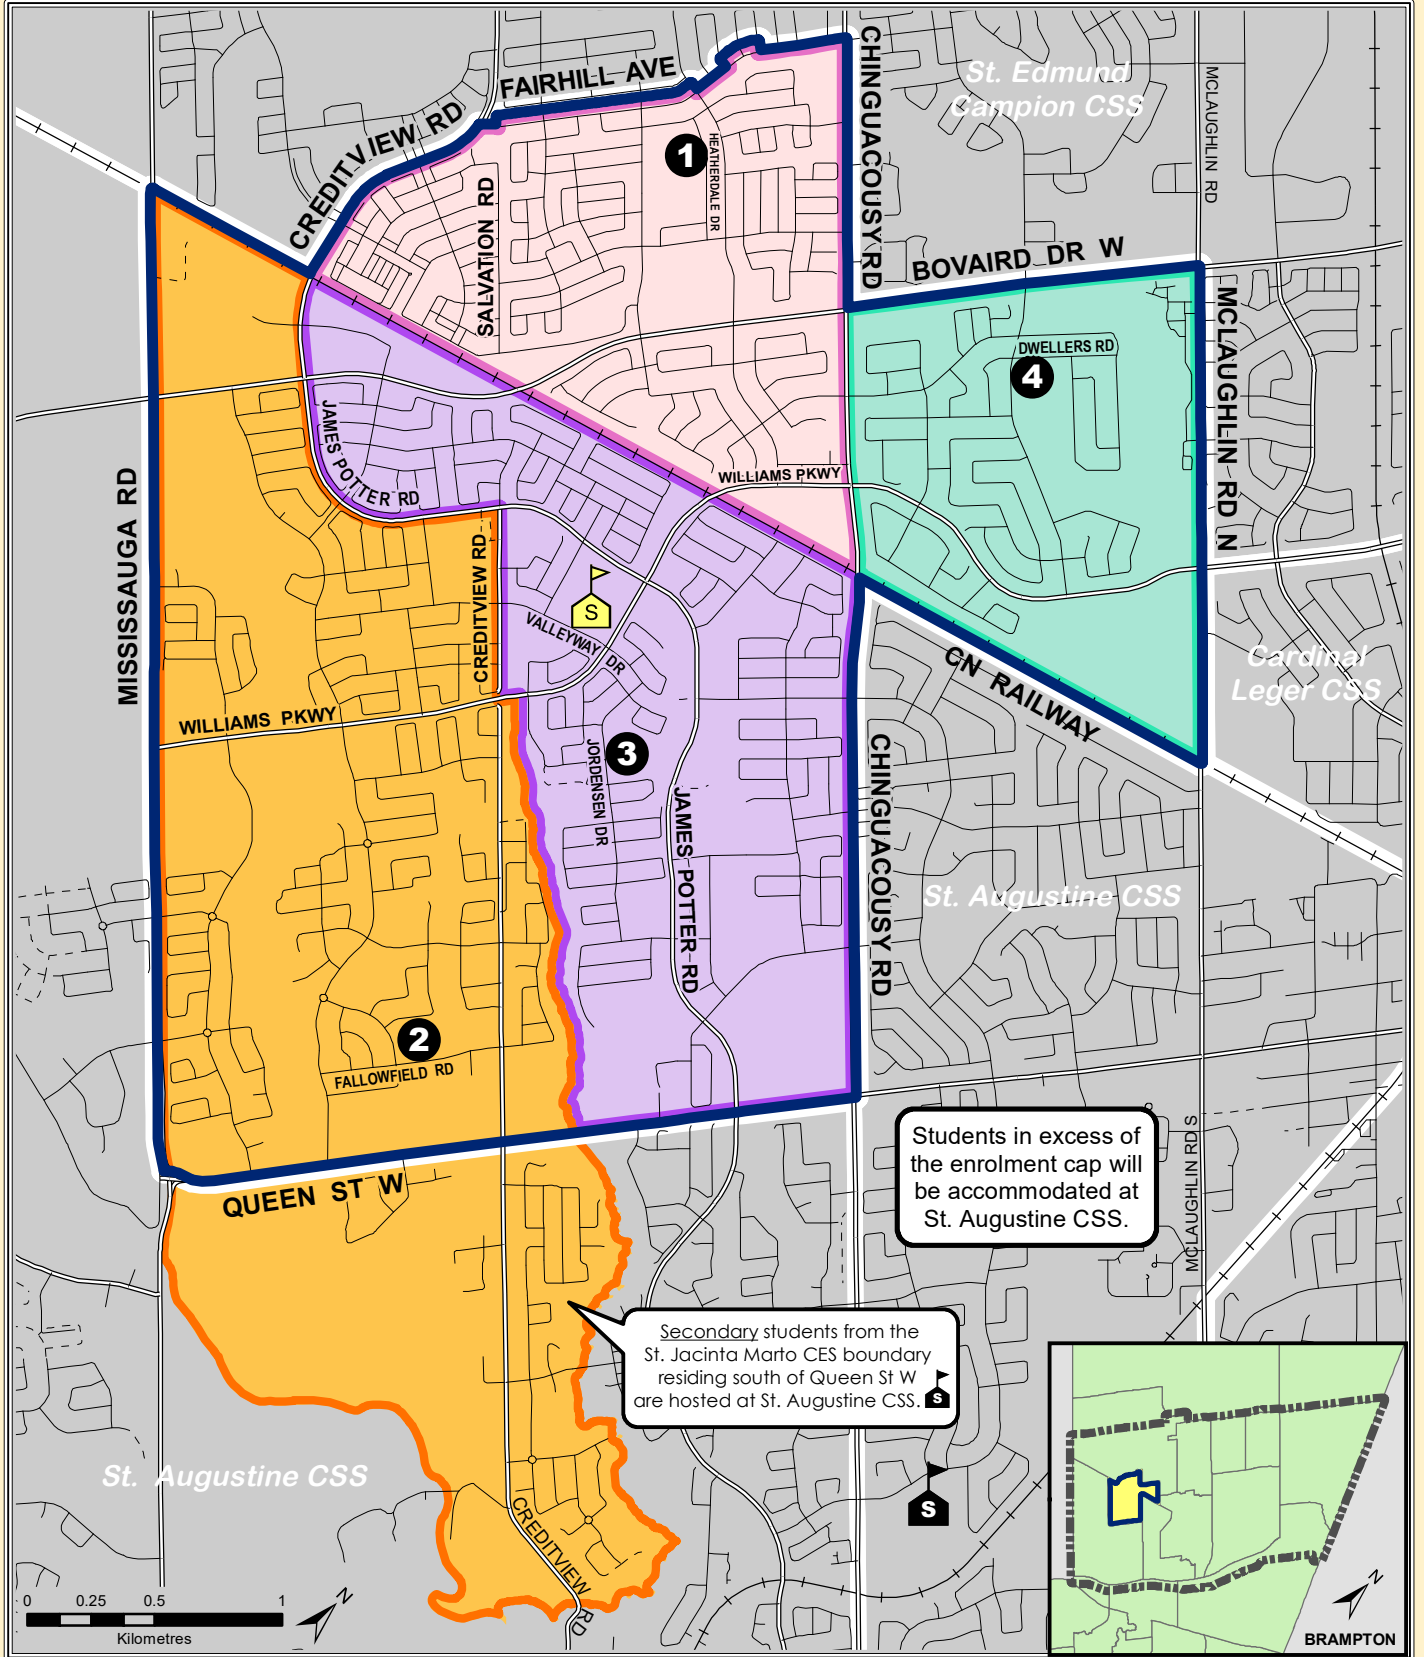 FAIRHILL AVE
CREDITVIEW RD
CHINGUACOUSY RD
St. Edmund
Campion CSS
MCLAUGHLIN RD
1
HEATHERDALE DR
SALVATION RD
BOVAIRD DR W
DWELLERS RD
4
MCLAUGHLIN RD N
JAMES POTTER RD
WILLIAMS PKWY
MISSISSAUGA RD
CREDITVIEW RD
S
VALLEYWAY DR
CN RAILWAY
Cardinal
Leger CSS
WILLIAMS PKWY
3
JORDENSEN DR
JAMES POTTER RD
CHINGUACOUSY RD
St. Augustine CSS
2
FALLOWFIELD RD
QUEEN ST W
Students in excess of
the enrolment cap will
be accommodated at
St. Augustine CSS.
MCLAUGHLIN RD S
Secondary students from the
St. Jacinta Marto CES boundary
residing south of Queen St W
are hosted at St. Augustine CSS.
S
St. Augustine CSS
S
CREDITVIEW RD
0 0.25 0.5 1
Kilometres
N
N
BRAMPTON